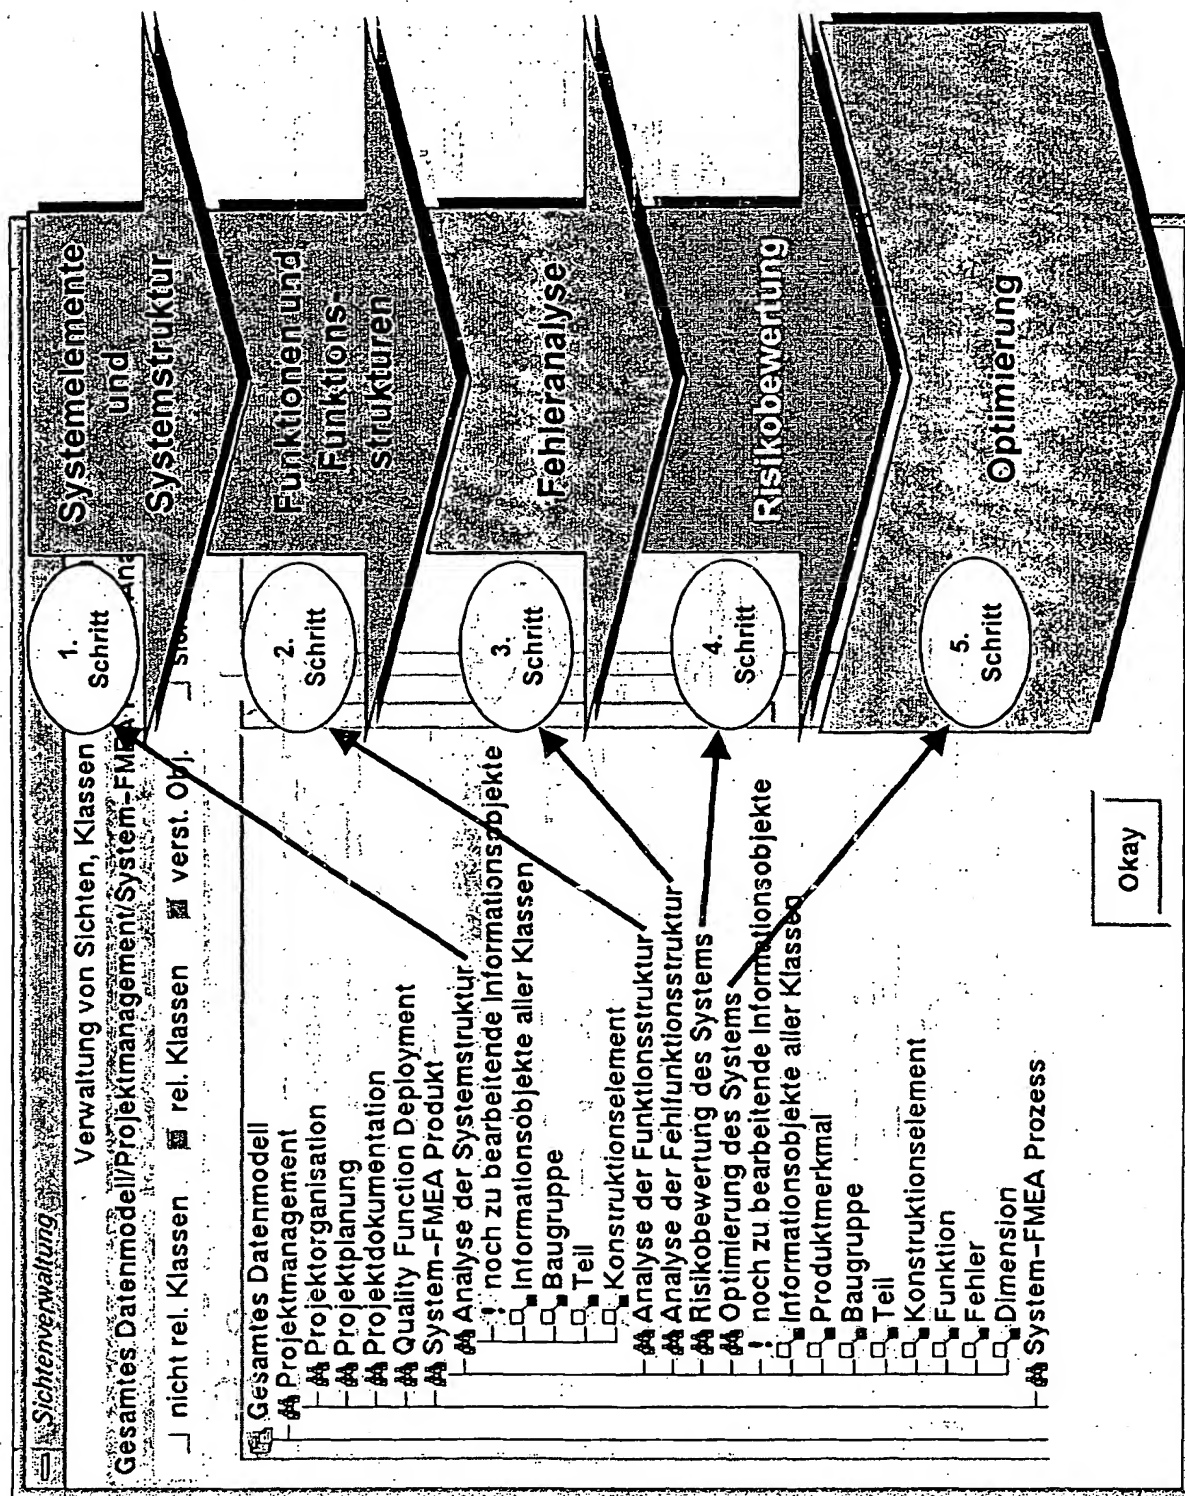 Sichtenverwaltung
Verwaltung von Sichten, Klassen
Gesamtes Datenmodell/Projektmanagement/System-FMEA
nicht rel. Klassen
rel. Klassen
verst. Obj.
Gesamtes Datenmodell
Projektmanagement
Projektorganisation
Projektplanung
Projektdokumentation
Quality Function Deployment
System-FMEA Produkt
Analyse der Systemstruktur
! noch zu bearbeitende Informationsobjekte
Informationsobjekte aller Klassen
Baugruppe
Teil
Konstruktionselement
Analyse der Funktionsstruktur
Analyse der Fehlfunktionsstruktur
Risikobewertung des Systems
Optimierung des Systems
! noch zu bearbeitende Informationsobjekte
Informationsobjekte aller Klassen
Produktmerkmal
Baugruppe
Teil
Konstruktionselement
Funktion
Fehler
Dimension
System-FMEA Prozess
Okay
1.
Schritt
Systemelemente
und
Systemstruktur
2.
Schritt
Funktionen und
Funktions-
strukturen
3.
Schritt
Fehleranalyse
4.
Schritt
Risikobewertung
5.
Schritt
Optimierung